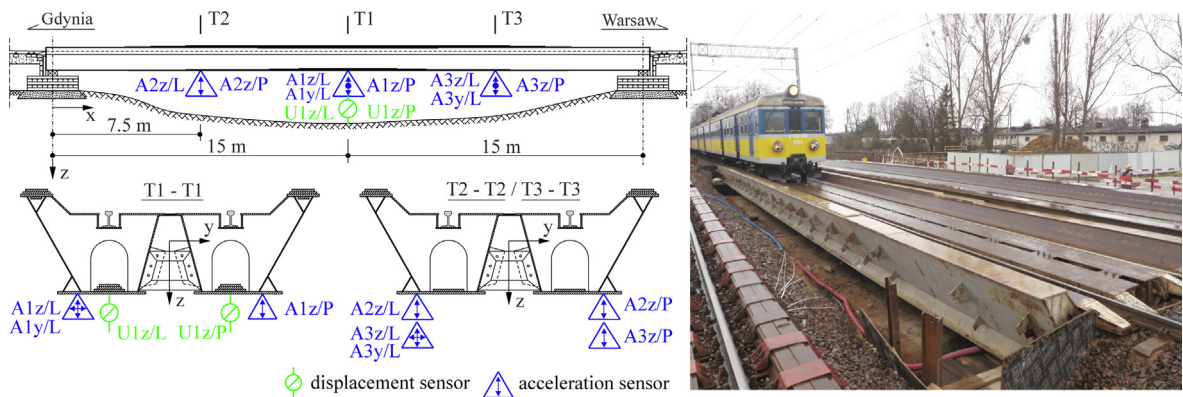 Gdynia
T2
T1
T3
Warsaw
A2z/L
A2z/P
A1z/L
A1y/L
A1z/P
A3z/L
A3y/L
A3z/P
U1z/L
U1z/P
x
7.5 m
15 m
15 m
z
T1 - T1
T2 - T2 / T3 - T3
y
y
z
z
A1z/L
A1y/L
U1z/L
U1z/P
A1z/P
A2z/L
A3z/L
A3y/L
A2z/P
A3z/P
displacement sensor
acceleration sensor